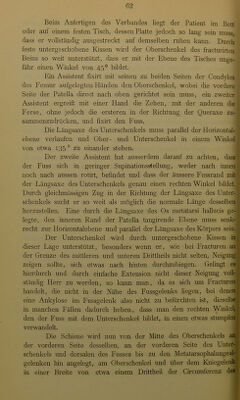 62
Beim Anfertigen des Verbandes liegt der Patient im Bett
oder auf einem festen Tisch, dessen Platte jedoch so lang sein muss,
dass er vollständig ausgestreckt auf demselben ruhen kann. Durch
feste untergeschobene Kissen wird der Oberschenkel des fracturirten
Beins so weit unterstützt, dass er mit der Ebene des Tisches unge-
fähr einen Winkel von 45° bildet.
Ein Assistent fixirt mit seinen zu beiden Seiten der Condylen
des Femur aufgelegten Händen den Oberschenkel, wobei die vordere
Seite der Patella direct nach oben gerichtet sein muss, ein zweiter
Assistent ergreift mit einer Hand die Zehen, mit der anderen die
Ferse, ohne jedoch die ersteren in der Richtung der Queraxe zu-
sammenzudrücken, und fixirt den Fuss.
Die Längsaxe des Unterschenkels muss parallel der Horizontal-
ebene verlaufen und Ober- und Unterschenkel in einem Winkel
von etwa 135° zu einander stehen.
Der zweite Assistent hat ausserdem darauf zu achten, dass
der Fuss sich in geringer Supinationsstellung, weder nach innen
noch nach aussen rotirt, befindet und dass der äussere Fussrand mit
der Längsaxe des Unterschenkels genau einen rechten Winkel bildet.
Durch gleichmässigen Zug in der Richtung der Längsaxe des Unter-
schenkels sucht er so weit als möglich die normale Länge desselben
herzustellen. Eine durch die Längsaxe des Os metatarsi hallucis ge-
legte, den inneren Rand der Patella tangirende Ebene muss senk-
recht zur Horizontalebene und parallel der Längsaxe des Körpers sein.
Der Unterschenkel wird durch untergeschobene Kissen in
dieser Lage unterstützt, besonders wenn er, wie bei Fracturen an
der Grenze des mittleren und unteren Drittheils nicht selten, Neigung
zeigen sollte, sich etwas nach hinten durchzubiegen. Gelingt es
hierdurch und durch einfache Extension nicht dieser Neigung voll-
ständig Herr zu werden, so kann man, da es sich um Fracturen
handelt, die nicht in der Nähe des Fussgelenks liegen, bei denen
eine Ankylose im Fussgelenk also nicht zu befürchten ist, dieselbe
in manchen Fällen dadurch heben, dass man den rechten Winkel,
den der Fuss mit dem Unterschenkel bildet, in einen etwas stumpfen
verwandelt.
Die Schiene wird nun von der Mitte des Oberschenkels an
der vorderen Seite desselben, an der vorderen Seite des Unter-
schenkels und dorsalen des Fusses bis zu den Metatarsophalangeal-
gelenken hin angelegt, am Oberschenkel und über dem Kniegelenk
in einer Breite von etwa einem Drittheil der Circumferenz des